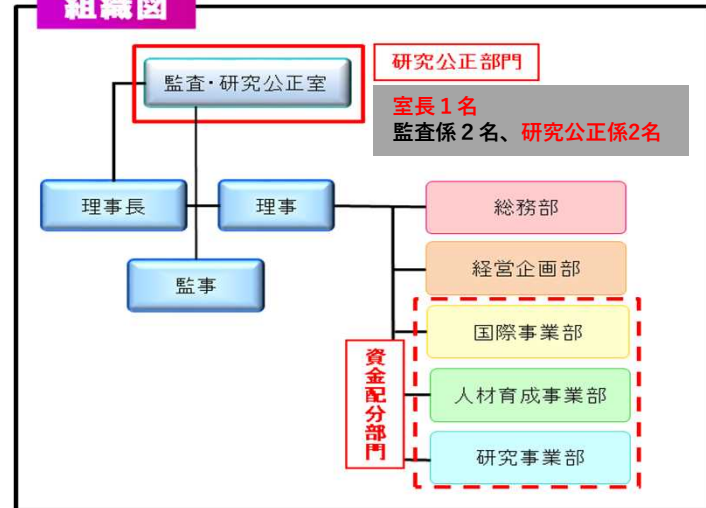 組織図
研究公正部門
監査・研究公正室
室長１名
監査係２名、研究公正係2名
理事長
理事
総務部
経営企画部
監事
国際事業部
資金配分部門
人材育成事業部
研究事業部